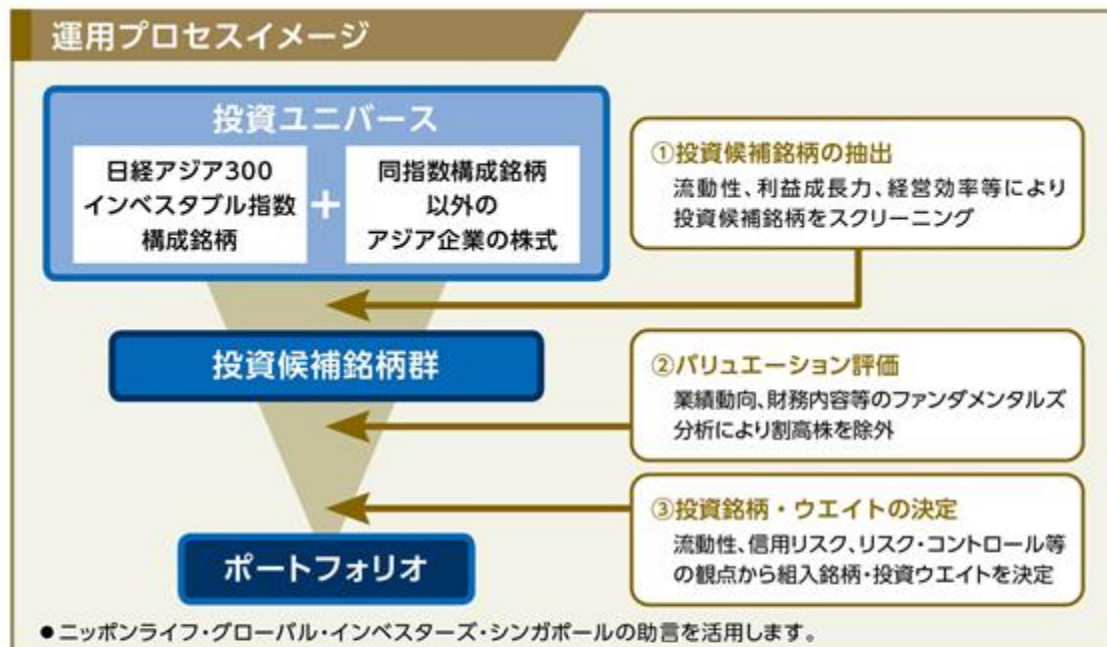 運用プロセスイメージ
投資ユニバース
日経アジア300
インベスタブル指数
構成銘柄
+
同指数構成銘柄
以外の
アジア企業の株式
①投資候補銘柄の抽出
流動性、利益成長力、経営効率等により
投資候補銘柄をスクリーニング
投資候補銘柄群
②バリュエーション評価
業績動向、財務内容等のファンダメンタルズ
分析により割高株を除外
③投資銘柄・ウエイトの決定
流動性、信用リスク、リスク・コントロール等
の観点から組入銘柄・投資ウエイトを決定
ポートフォリオ
●ニッポンライフ・グローバル・インベスターズ・シンガポールの助言を活用します。